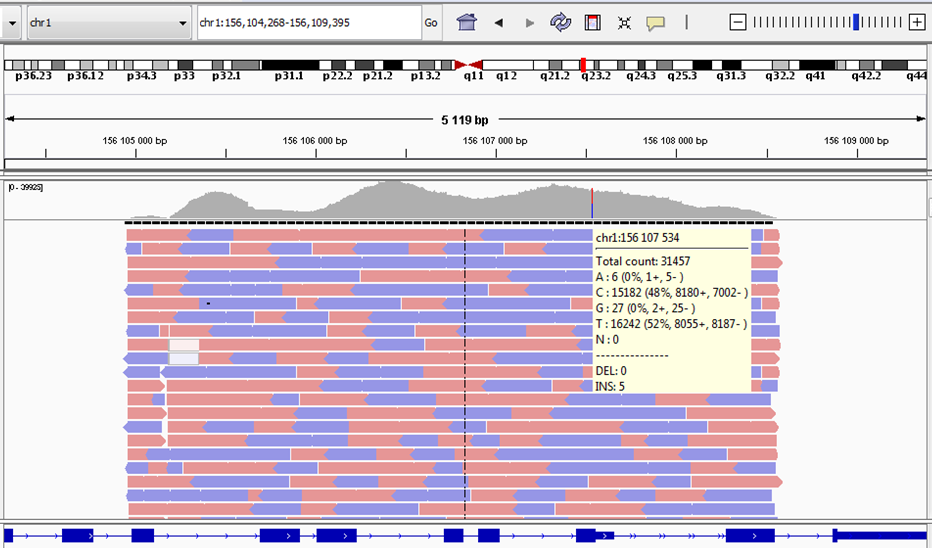 chr1 chr1:156,104,268-156,109,395 Go
p36.23 p36.12 p34.3 p33 p32.1 p31.1 p22.2 p21.2 p13.2 q11 q12 q21.2 q23.2 q24.3 q25.3 q31.3 q32.2 q41 q42.2 q44
5 119 bp
156 105 000 bp 156 106 000 bp 156 107 000 bp 156 108 000 bp 156 109 000 bp
[0 - 39925]
chr1:156 107 534
Total count: 31457
A : 6 (0%, 1+, 5- )
C : 15182 (48%, 8180+, 7002- )
G : 27 (0%, 2+, 25- )
T : 16242 (52%, 8055+, 8187- )
N : 0
---------------
DEL: 0
INS: 5